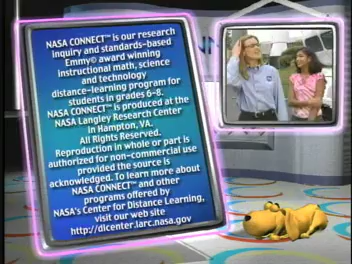 NASA CONNECT™ is our research
inquiry and standards-based
Emmy© award winning
instructional math, science
and technology
distance-learning program for
students in grades 6-8.
NASA CONNECT™ is produced at the
NASA Langley Research Center
in Hampton, VA.
All Rights Reserved.
Reproduction in whole or part is
authorized for non-commercial use
provided the source is
acknowledged. To learn more about
NASA CONNECT™ and other
programs offered by
NASA's Center for Distance Learning,
visit our web site
http://dlcenter.larc.nasa.gov